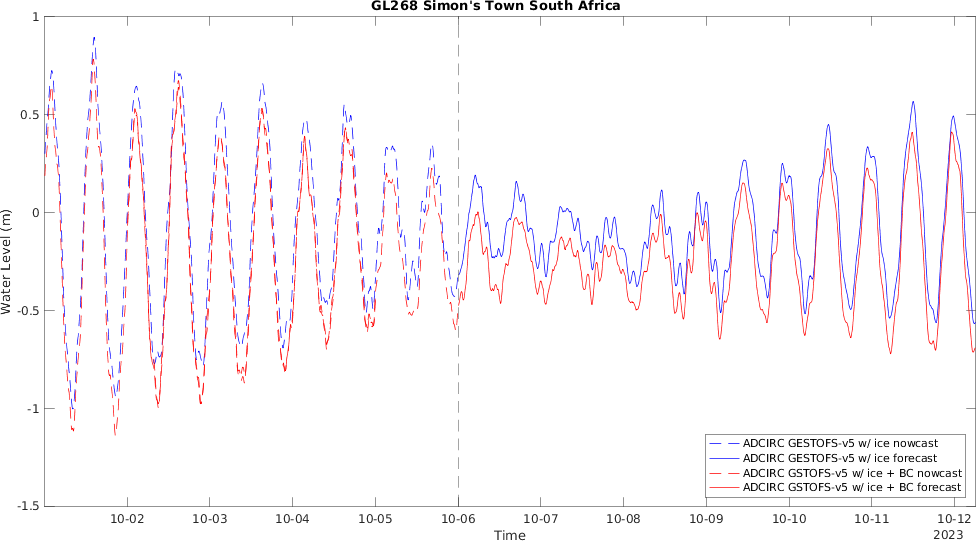 GL268 Simon's Town South Africa
Water Level (m)
1
0.5
0
-0.5
-1
-1.5
ADCIRC GESTOFS-v5 w/ ice nowcast
ADCIRC GESTOFS-v5 w/ ice forecast
ADCIRC GSTOFS-v5 w/ ice + BC nowcast
ADCIRC GSTOFS-v5 w/ ice + BC forecast
10-02 10-03 10-04 10-05 10-06 10-07 10-08 10-09 10-10 10-11 10-12
Time
2023